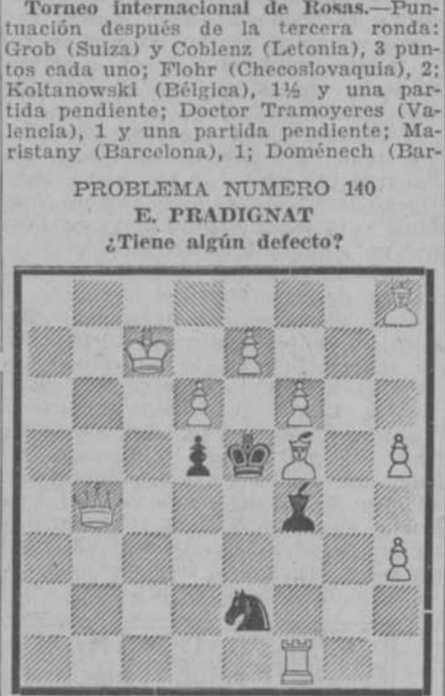 Torneo internacional de Rosas.—Pun-
tuación después de la tercera ronda:
Grob (Suiza) y Coblenz (Letonia), 3 pun-
tos cada uno; Flohr (Checoslovaquia), 2;
Koltanowski (Bélgica), 1½ y una par-
tida pendiente; Doctor Tramoyeres (Va-
lencia), 1 y una partida pendiente; Ma-
ristany (Barcelona), 1; Doménech (Bar-
PROBLEMA NUMERO 140
E. PRADIGNAT
¿Tiene algún defecto?